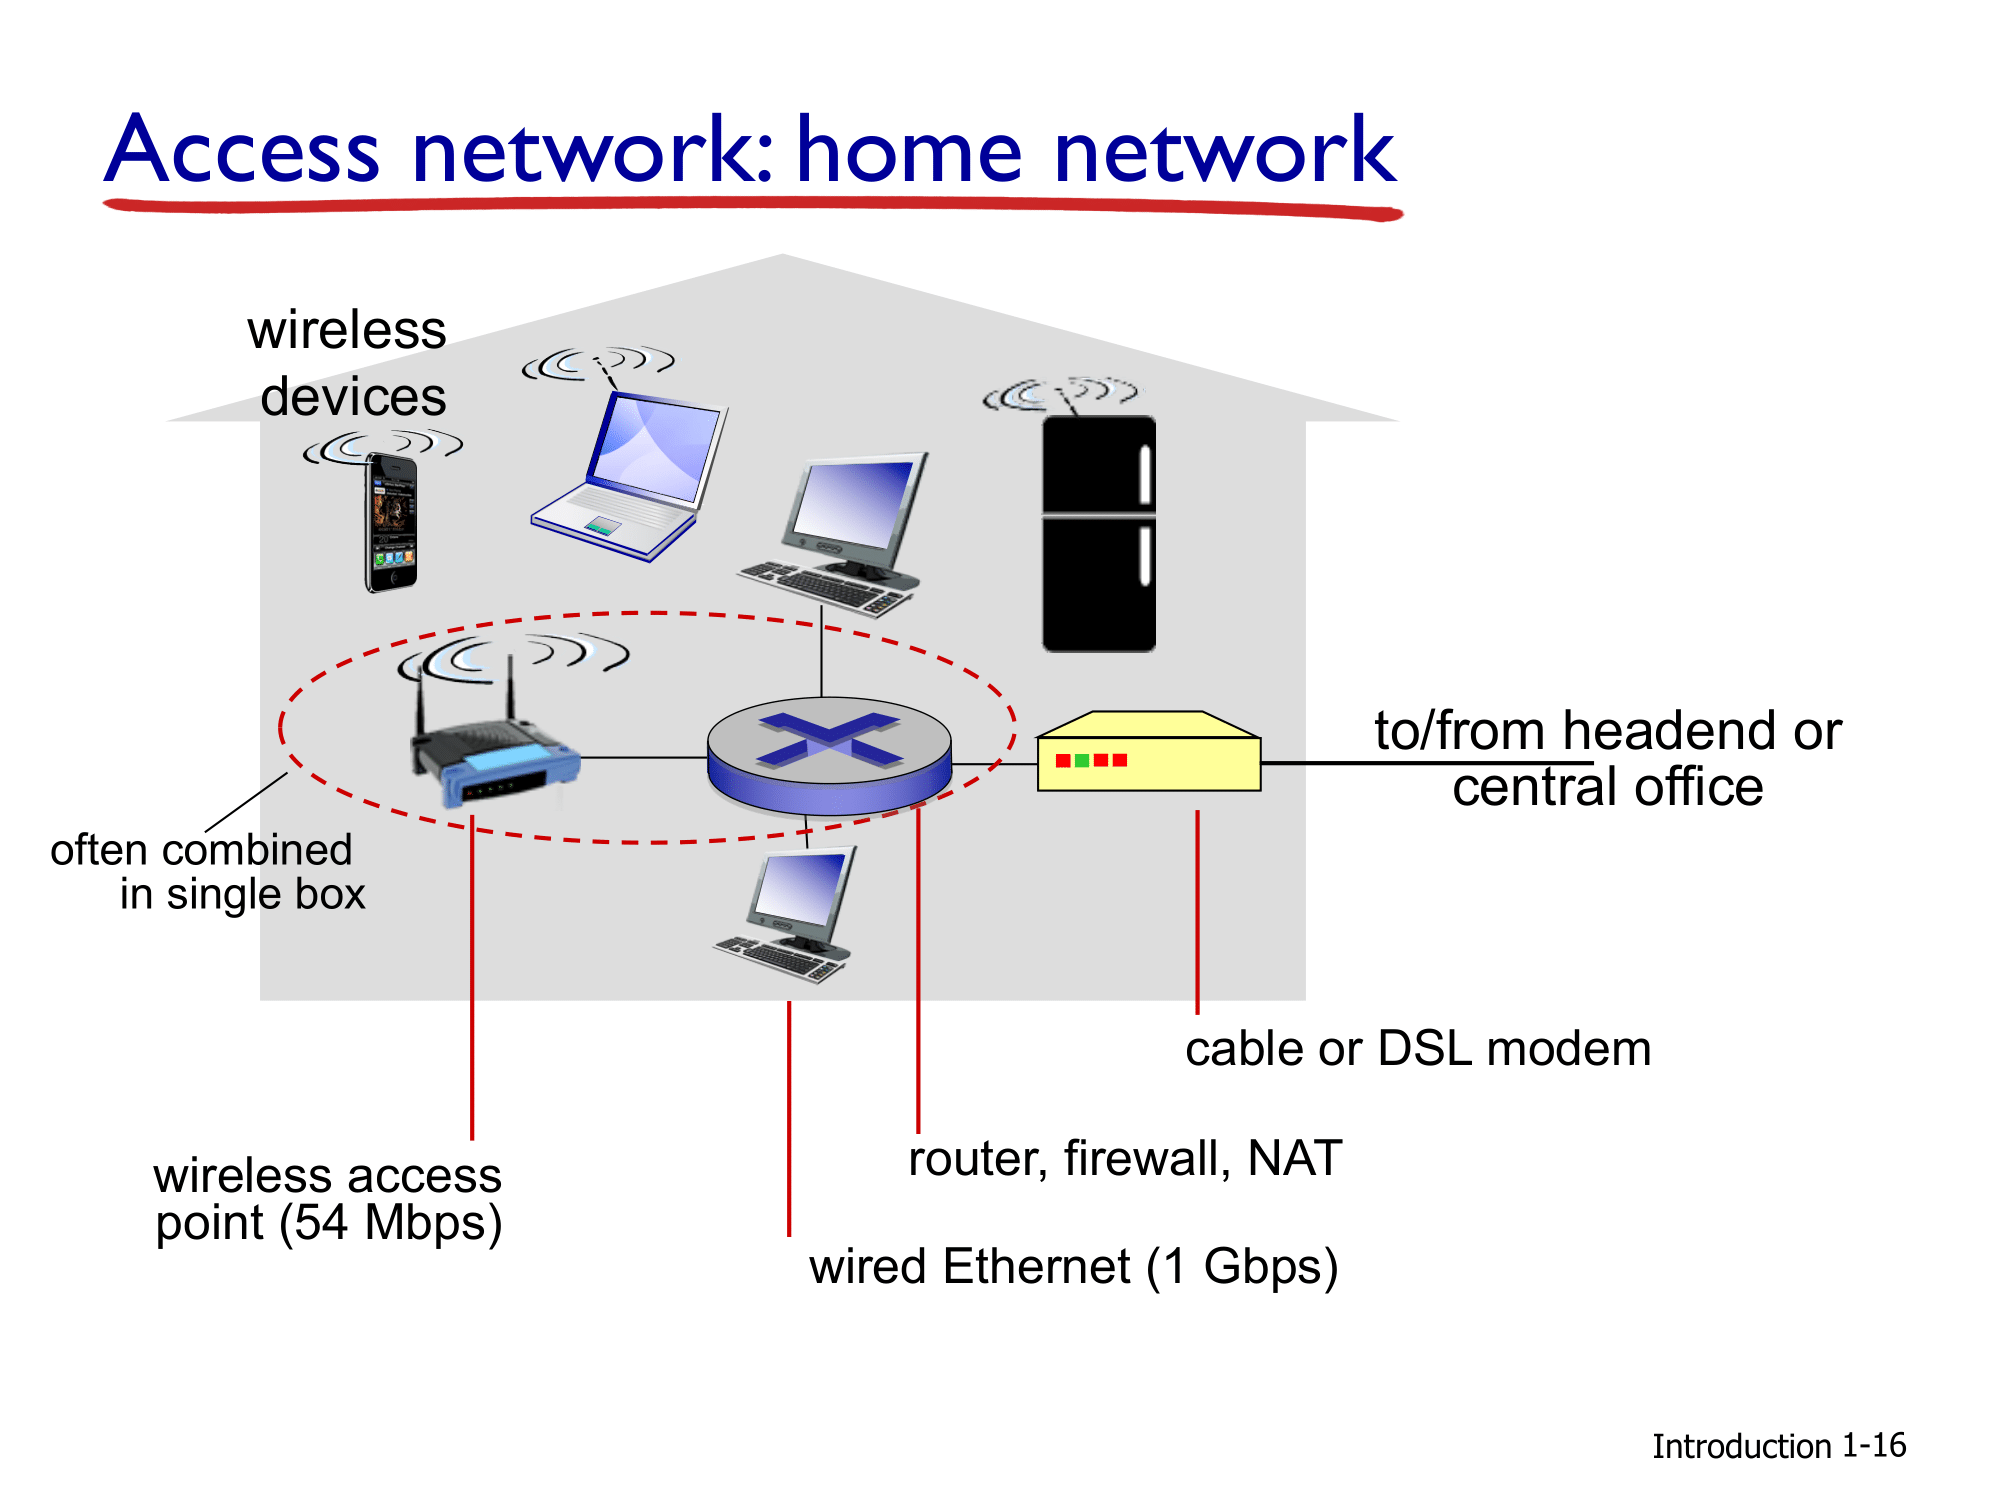 Access network: home network
wireless
devices
to/from headend or
central office
often combined
in single box
cable or DSL modem
router, firewall, NAT
wireless access
point (54 Mbps)
wired Ethernet (1 Gbps)
Introduction 1-16